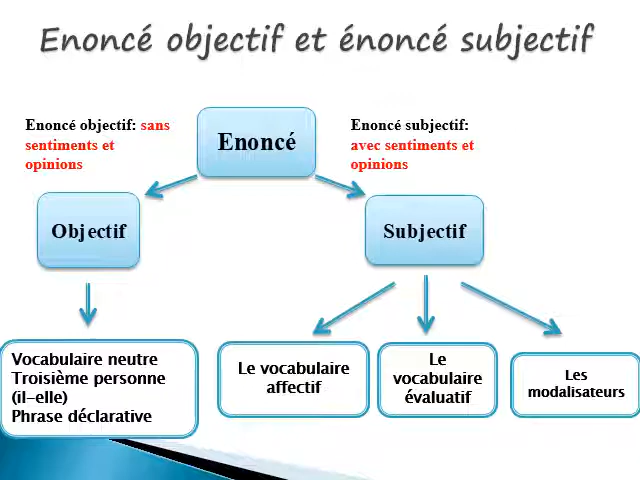 Enoncé objectif et énoncé subjectif
Enoncé objectif: sans
sentiments et
opinions
Enoncé
Enoncé subjectif:
avec sentiments et
opinions
Objectif
Subjectif
Vocabulaire neutre
Troisième personne
(il-elle)
Phrase déclarative
Le vocabulaire
affectif
Le
vocabulaire
évaluatif
Les
modalisateurs